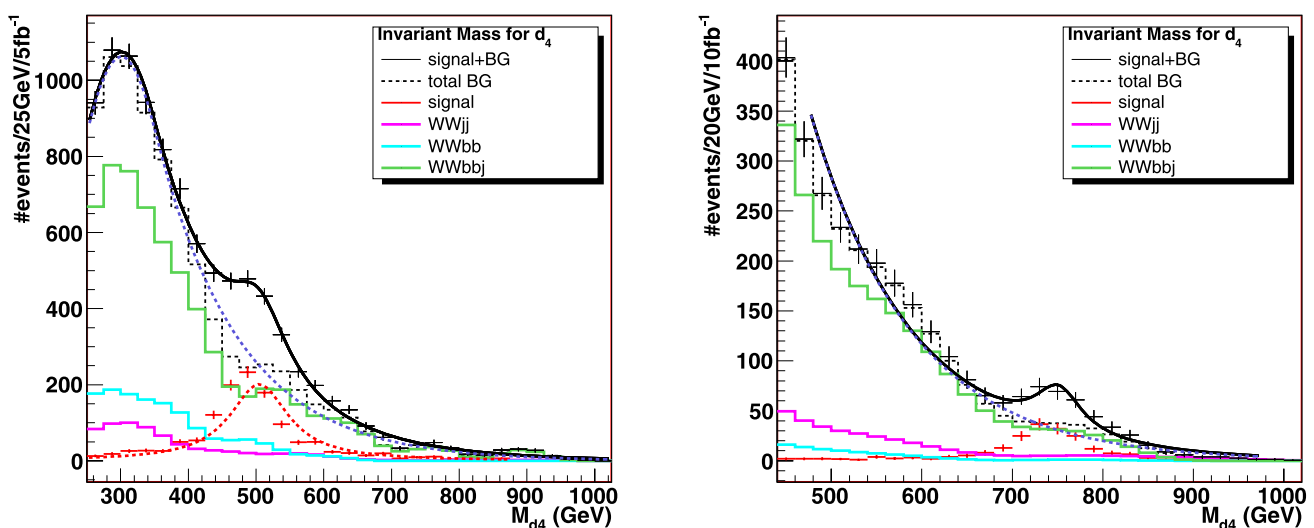 #events/25GeV/5fb⁻¹
1000
800
600
400
200
0
Invariant Mass for d₄
signal+BG
total BG
signal
WWjj
WWbb
WWbbj
300 400 500 600 700 800 900 1000
M_d4 (GeV)
#events/20GeV/10fb⁻¹
400
350
300
250
200
150
100
50
0
Invariant Mass for d₄
signal+BG
total BG
signal
WWjj
WWbb
WWbbj
500 600 700 800 900 1000
M_d4 (GeV)